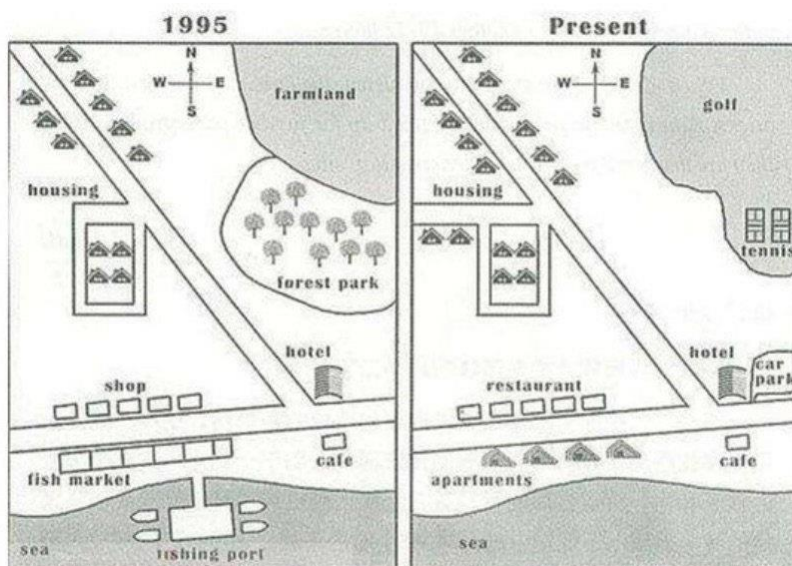 1995
N
W E
S
farmland
housing
forest park
hotel
shop
fish market
cafe
sea
fishing port
Present
N
W E
S
golf
housing
tennis
hotel
car
park
restaurant
apartments
cafe
sea